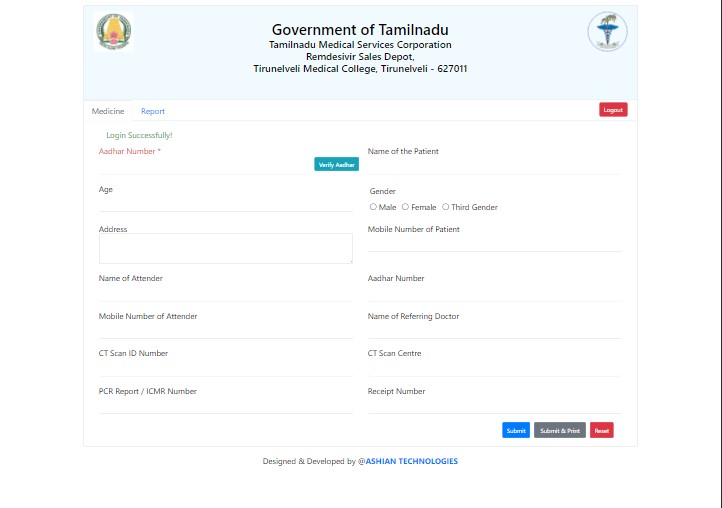 Government of Tamilnadu
Tamilnadu Medical Services Corporation
Remdesivir Sales Depot,
Tirunelveli Medical College, Tirunelveli - 627011
Medicine Report Logout
Login Successfully!
Aadhar Number * Name of the Patient
Verify Aadhar
Age Gender
Male Female Third Gender
Address Mobile Number of Patient
Name of Attender Aadhar Number
Mobile Number of Attender Name of Referring Doctor
CT Scan ID Number CT Scan Centre
PCR Report / ICMR Number Receipt Number
Submit Submit & Print Reset
Designed & Developed by @ASHIAN TECHNOLOGIES